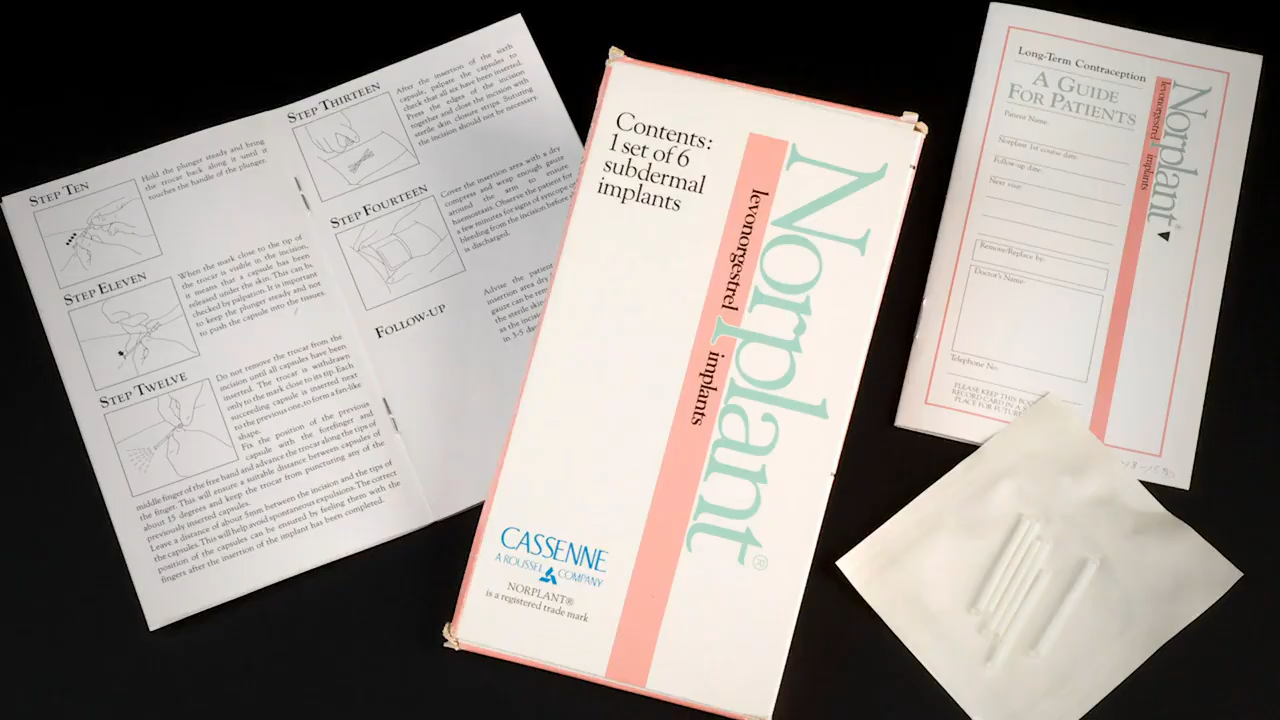 STEP TEN
Hold the plunger steady and bring
the trocar back along it until it
touches the handle of the plunger.
STEP ELEVEN
When the mark close to the tip of
the trocar is visible in the incision,
it means that a capsule has been
released under the skin. This can be
checked by palpation. It is important
to keep the plunger steady and not
to push the capsule into the tissues.
STEP TWELVE
Do not remove the trocar from the
incision until all capsules have been
inserted. The trocar is withdrawn
only to the mark close to its tip. Each
succeeding capsule is inserted next
to the previous one, to form a fan-like
shape.
Fix the position of the previous
capsule with the forefinger and
middle finger of the free hand and advance the trocar along the tips of
the finger. This will ensure a suitable distance between capsules of
about 15 degrees and keep the trocar from puncturing any of the
previously inserted capsules.
Leave a distance of about 5mm between the incision and the tips of
the capsules. This will help avoid spontaneous expulsions. The correct
position of the capsules can be ensured by feeling them with the
fingers after the insertion of the implant has been completed.
STEP THIRTEEN
After the insertion of the sixth
capsule, palpate the capsules to
check that all six have been inserted.
Press the edges of the incision
together and close the incision with
sterile skin closure strips. Suturing
the incision should not be necessary.
STEP FOURTEEN
Cover the insertion area with a dry
compress and wrap enough gauze
around the arm to ensure
haemostasis. Observe the patient for
a few minutes for signs of syncope or
bleeding from the incision before
is discharged.
FOLLOW-UP
Advise the patient
insertion area dry
gauze can be
the sterile skin
at the
in 3-5
Contents:
1 set of 6
subdermal
implants
Norplant®
levonorgestrel implants
CASSENNE
A ROUSSEL COMPANY
NORPLANT®
is a registered trade mark
Long-Term Contraception
A GUIDE
FOR PATIENTS
Norplant
levonorgestrel implants
Patient Name:
Norplant 1st course date:
Follow-up date:
Next visit:
Remove/Replace by:
Doctor's Name:
Telephone No.
PLEASE KEEP THIS
RECORD CARD IN A
PLACE FOR FUTURE